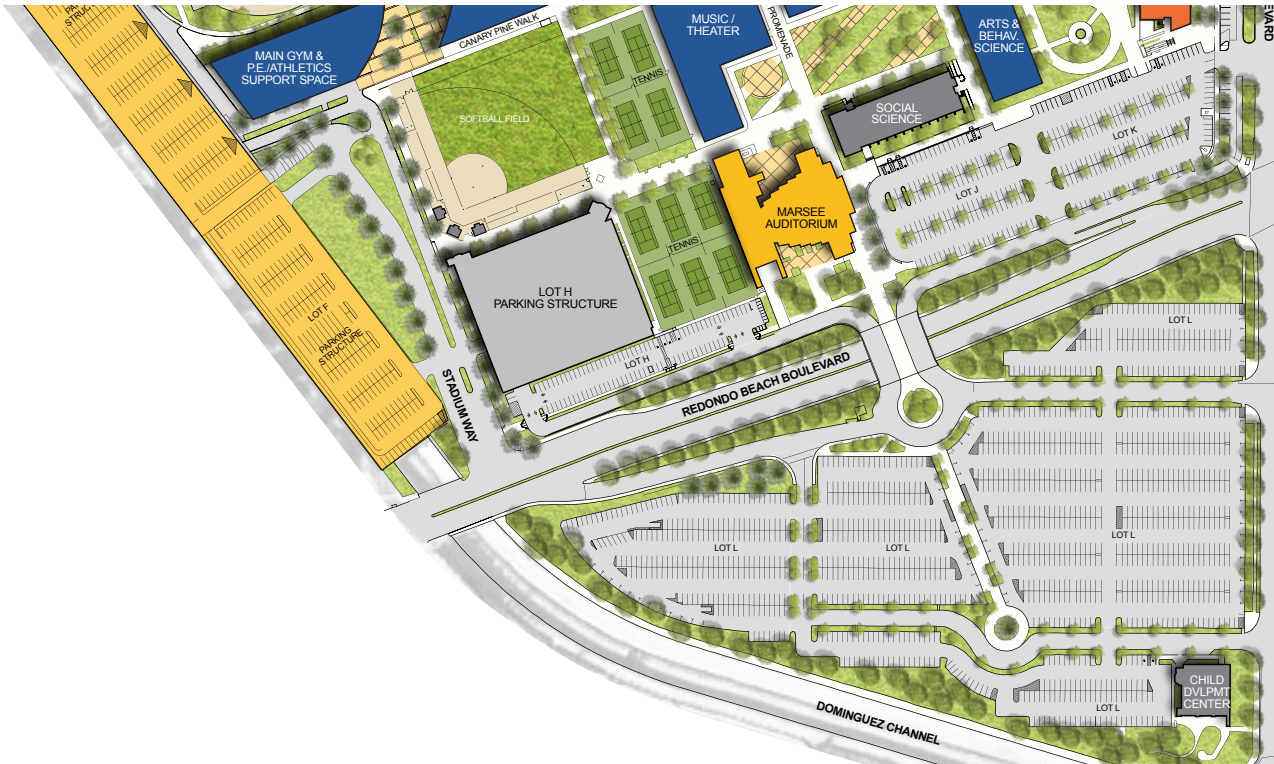 PARKING
STRUCTURE
MAIN GYM &
P.E./ATHLETICS
SUPPORT SPACE
CANARY PINE WALK
MUSIC /
THEATER
PROMENADE
ARTS &
BEHAV.
SCIENCE
EVARD
TENNIS
SOFTBALL FIELD
SOCIAL
SCIENCE
LOT K
LOT J
MARSEE
AUDITORIUM
TENNIS
LOT H
PARKING STRUCTURE
LOT F
PARKING
STRUCTURE
LOT H
LOT L
REDONDO BEACH BOULEVARD
STADIUM WAY
LOT L
LOT L
LOT L
CHILD
DVLPMT
CENTER
LOT L
DOMINGUEZ CHANNEL